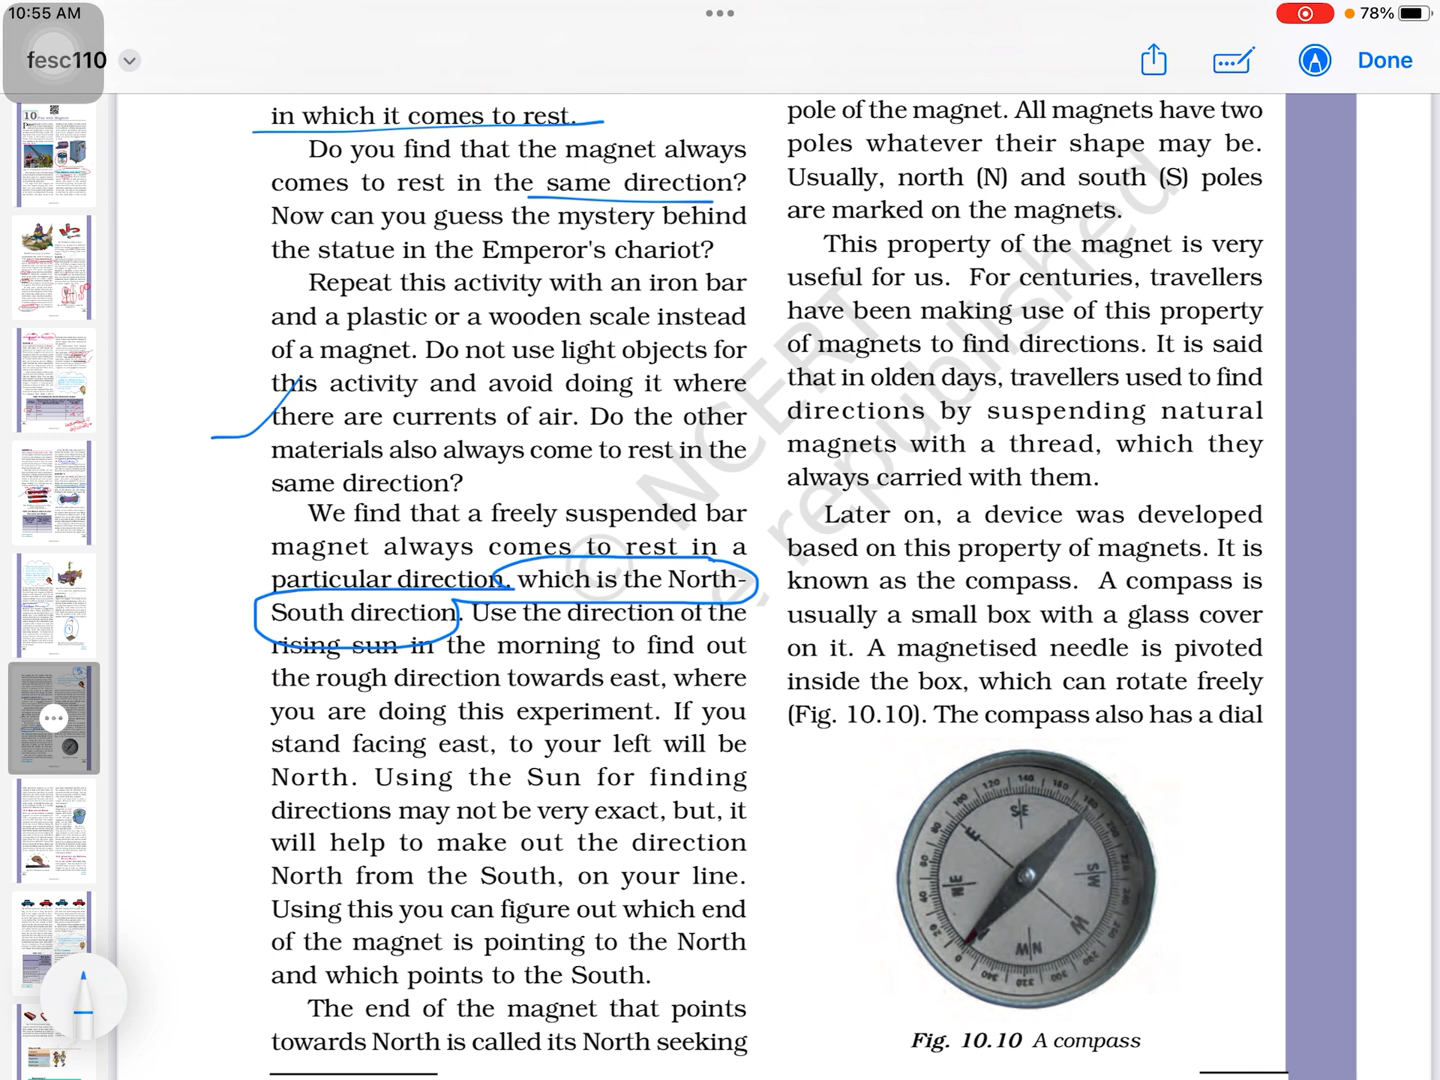 10:55 AM
78%
fesc110
Done
in which it comes to rest.
Do you find that the magnet always
comes to rest in the same direction?
Now can you guess the mystery behind
the statue in the Emperor's chariot?
Repeat this activity with an iron bar
and a plastic or a wooden scale instead
of a magnet. Do not use light objects for
this activity and avoid doing it where
there are currents of air. Do the other
materials also always come to rest in the
same direction?
We find that a freely suspended bar
magnet always comes to rest in a
particular direction, which is the North-
South direction. Use the direction of the
rising sun in the morning to find out
the rough direction towards east, where
you are doing this experiment. If you
stand facing east, to your left will be
North. Using the Sun for finding
directions may not be very exact, but, it
will help to make out the direction
North from the South, on your line.
Using this you can figure out which end
of the magnet is pointing to the North
and which points to the South.
The end of the magnet that points
towards North is called its North seeking
pole of the magnet. All magnets have two
poles whatever their shape may be.
Usually, north (N) and south (S) poles
are marked on the magnets.
This property of the magnet is very
useful for us. For centuries, travellers
have been making use of this property
of magnets to find directions. It is said
that in olden days, travellers used to find
directions by suspending natural
magnets with a thread, which they
always carried with them.
Later on, a device was developed
based on this property of magnets. It is
known as the compass. A compass is
usually a small box with a glass cover
on it. A magnetised needle is pivoted
inside the box, which can rotate freely
(Fig. 10.10). The compass also has a dial
© NCERT
republished
SE
E
NE
SW
W
NW
100
120
140
Fig. 10.10 A compass